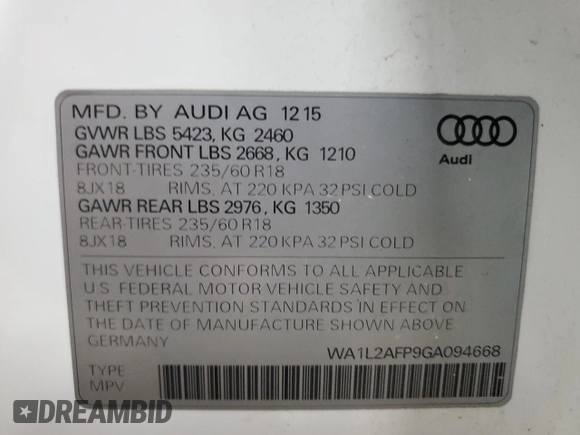 MFD. BY AUDI AG 12 15
GVWR LBS 5423, KG 2460
GAWR FRONT LBS 2668, KG 1210
FRONT-TIRES 235/60 R18
8JX18 RIMS, AT 220 KPA 32 PSI COLD
GAWR REAR LBS 2976, KG 1350
REAR-TIRES 235/60 R18
8JX18 RIMS, AT 220 KPA 32 PSI COLD
Audi
THIS VEHICLE CONFORMS TO ALL APPLICABLE
U.S. FEDERAL MOTOR VEHICLE SAFETY AND
THEFT PREVENTION STANDARDS IN EFFECT ON
THE DATE OF MANUFACTURE SHOWN ABOVE
GERMANY
WA1L2AFP9GA094668
TYPE
MPV
DREAMBID